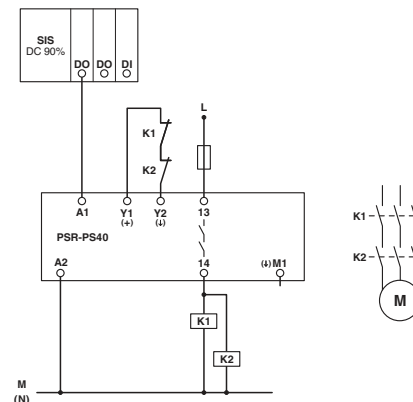 SIS
DC 90%
DO DO DI
L
K1
K2
A1 Y1 Y2 13
(+) (↓)
PSR-PS40
A2 14 (↓) M1
K1
K2
M
(N)
K1
K2
M